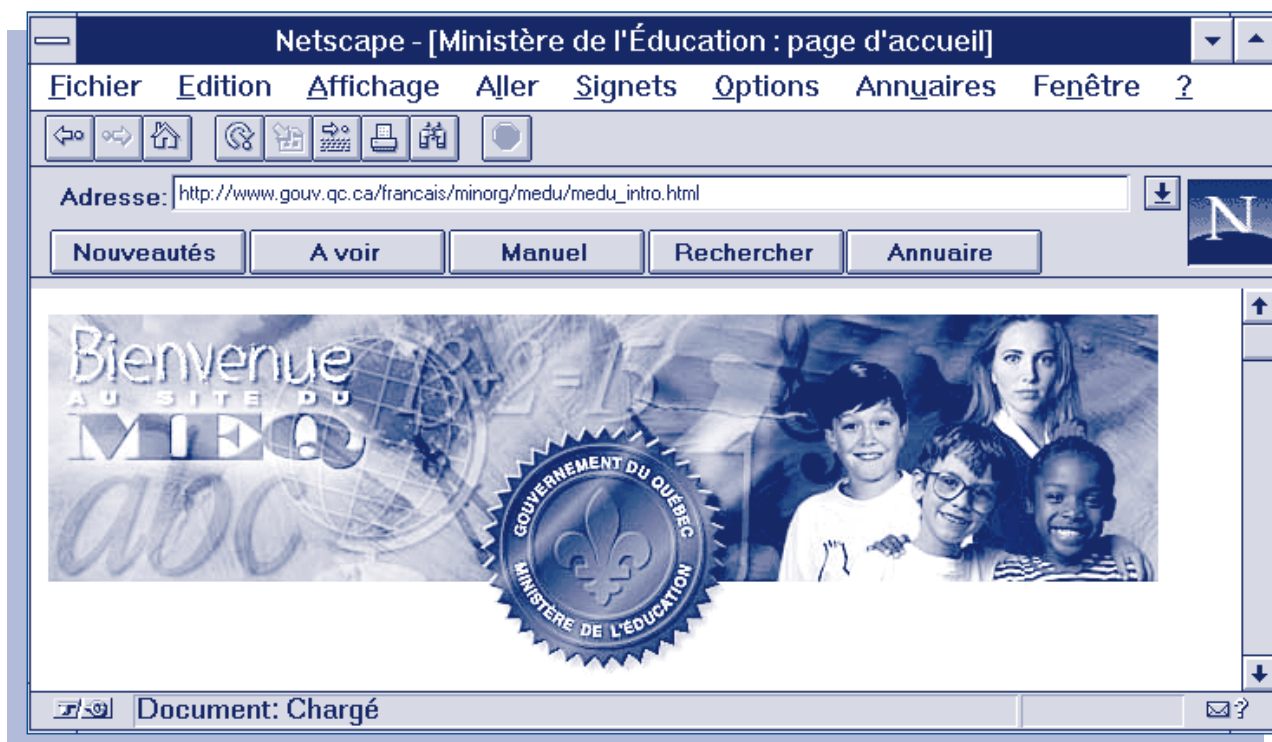 Netscape - [Ministère de l'Éducation : page d'accueil]
Fichier Edition Affichage Aller Signets Options Annuaires Fenêtre ?
Adresse: http://www.gouv.qc.ca/francais/minorg/medu/medu_intro.html
N
Nouveautés A voir Manuel Rechercher Annuaire
Bienvenue
AU SITE DU
MEQ
abc
GOUVERNEMENT DU QUÉBEC
MINISTÈRE DE L'ÉDUCATION
Document: Chargé
?